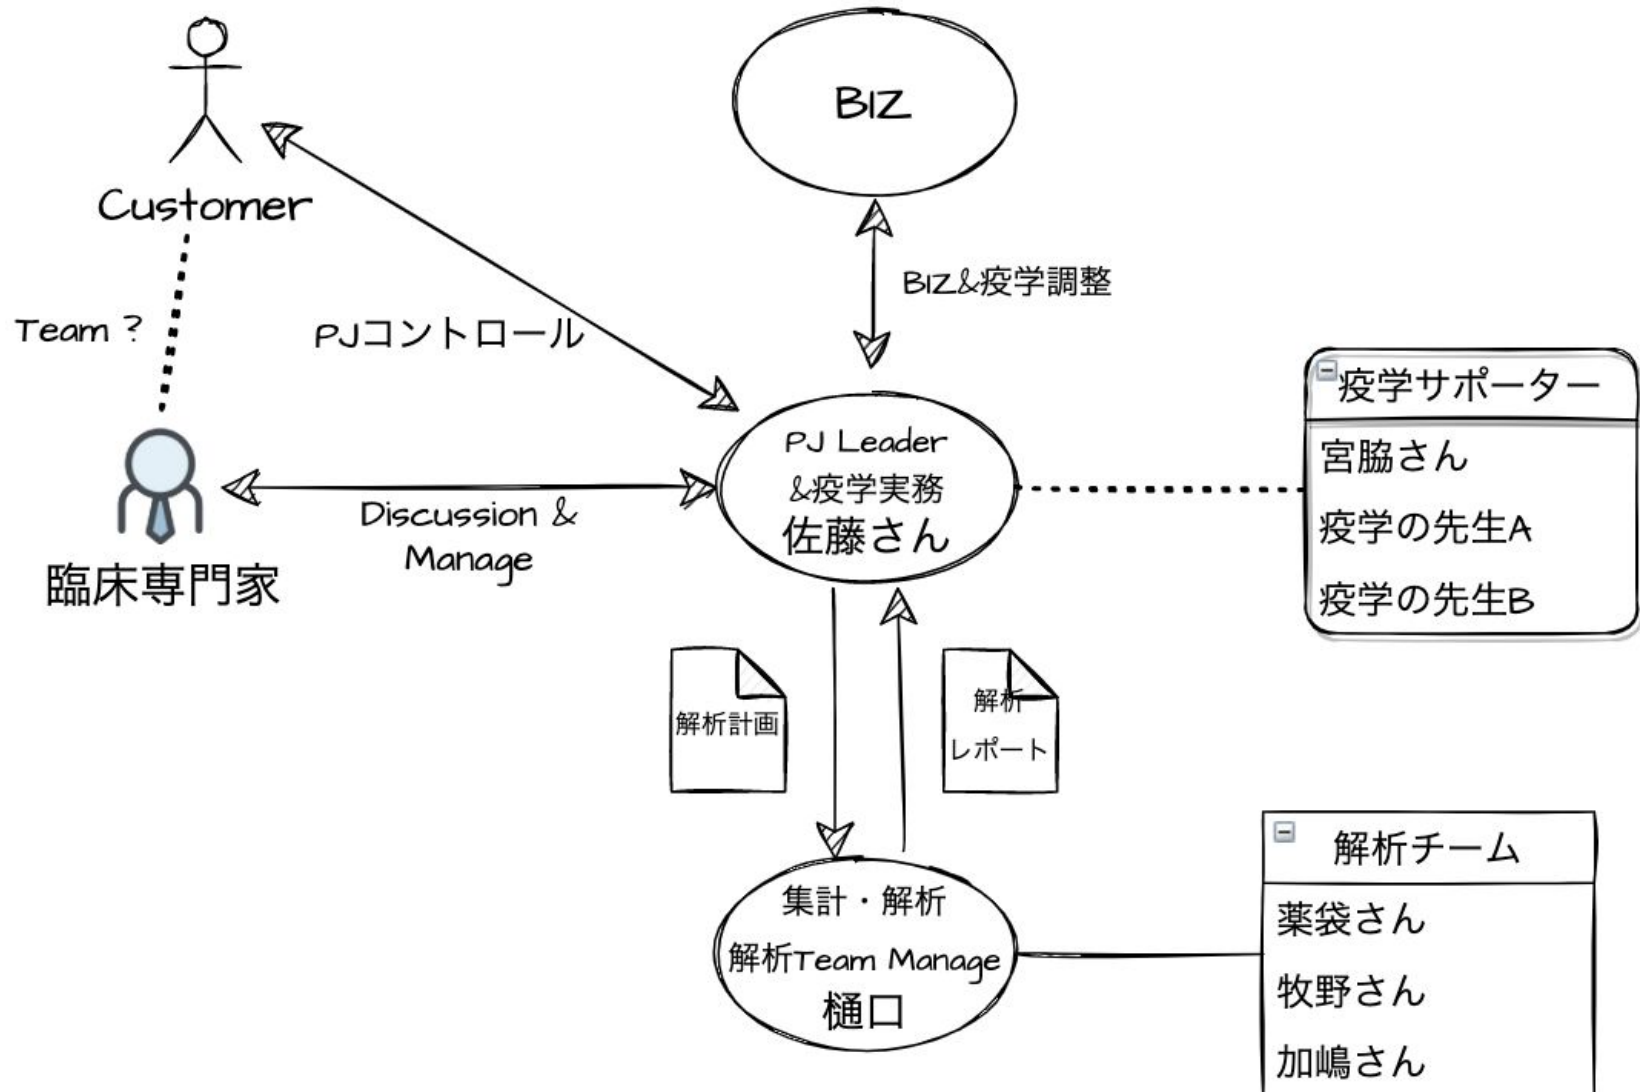 BIZ
Customer
BIZ&疫学調整
Team ?
PJコントロール
疫学サポーター
宮脇さん
疫学の先生A
疫学の先生B
PJ Leader
&疫学実務
佐藤さん
Discussion &
Manage
臨床専門家
解析計画
解析
レポート
集計・解析
解析Team Manage
樋口
解析チーム
薬袋さん
牧野さん
加嶋さん